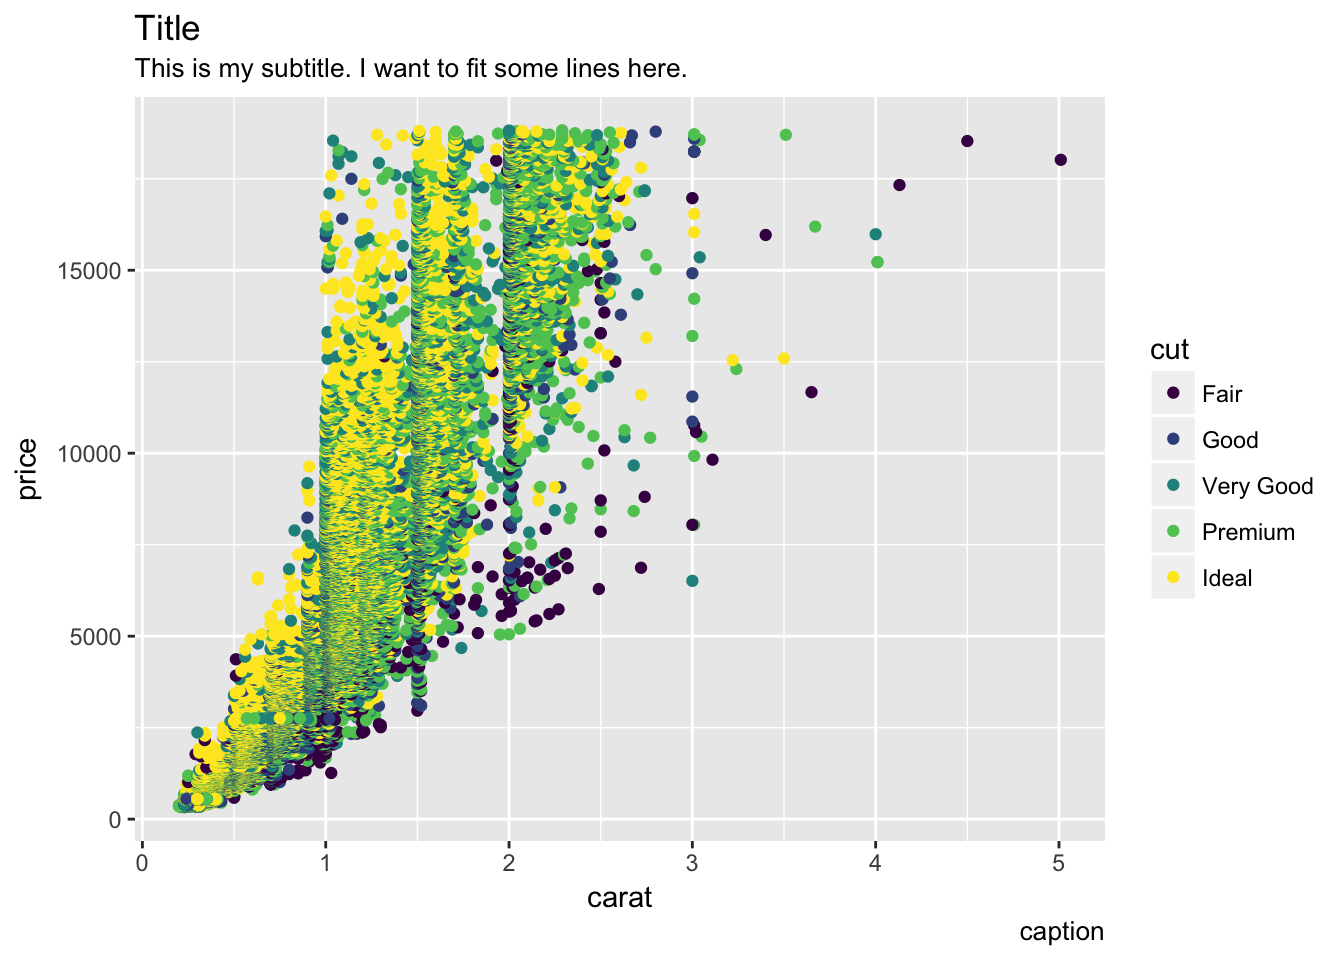 Title
This is my subtitle. I want to fit some lines here.
price
15000
10000
5000
0
0 1 2 3 4 5
carat
caption
cut
Fair
Good
Very Good
Premium
Ideal